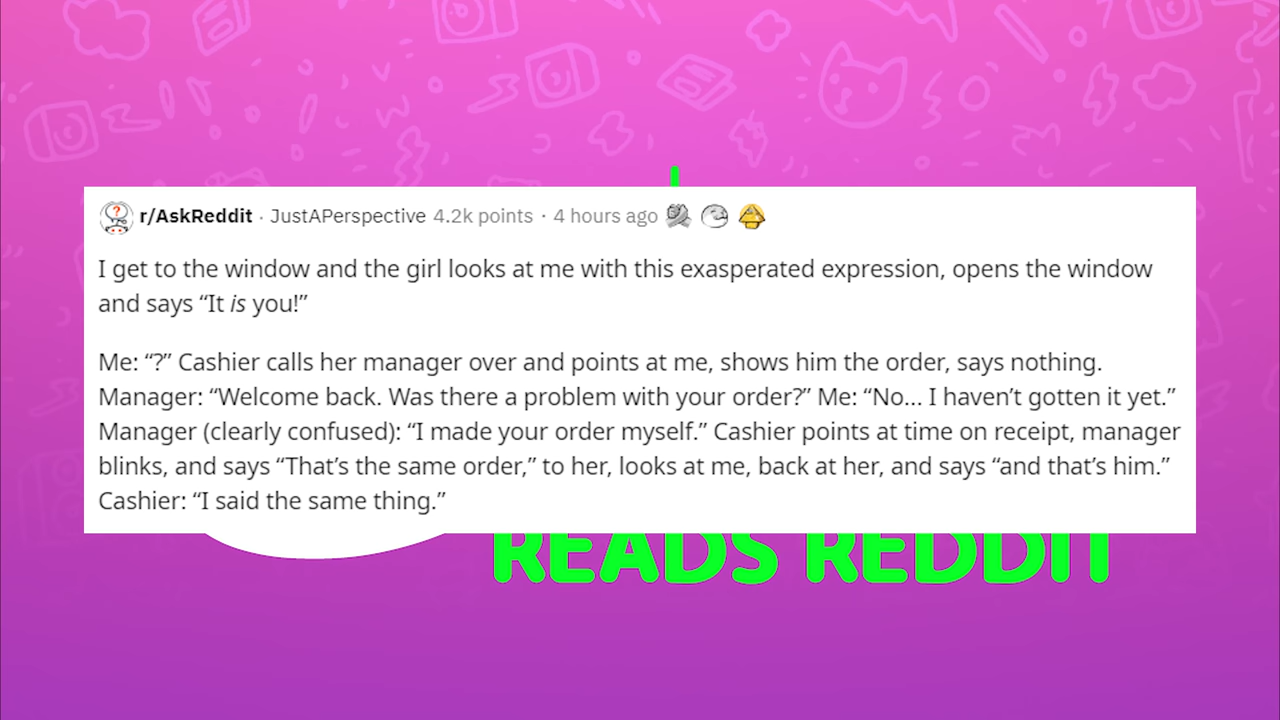 r/AskReddit · JustAPerspective 4.2k points · 4 hours ago
I get to the window and the girl looks at me with this exasperated expression, opens the window
and says “It is you!”
Me: “?” Cashier calls her manager over and points at me, shows him the order, says nothing.
Manager: “Welcome back. Was there a problem with your order?” Me: “No... I haven’t gotten it yet.”
Manager (clearly confused): “I made your order myself.” Cashier points at time on receipt, manager
blinks, and says “That’s the same order,” to her, looks at me, back at her, and says “and that’s him.”
Cashier: “I said the same thing.”
READS REDDIT